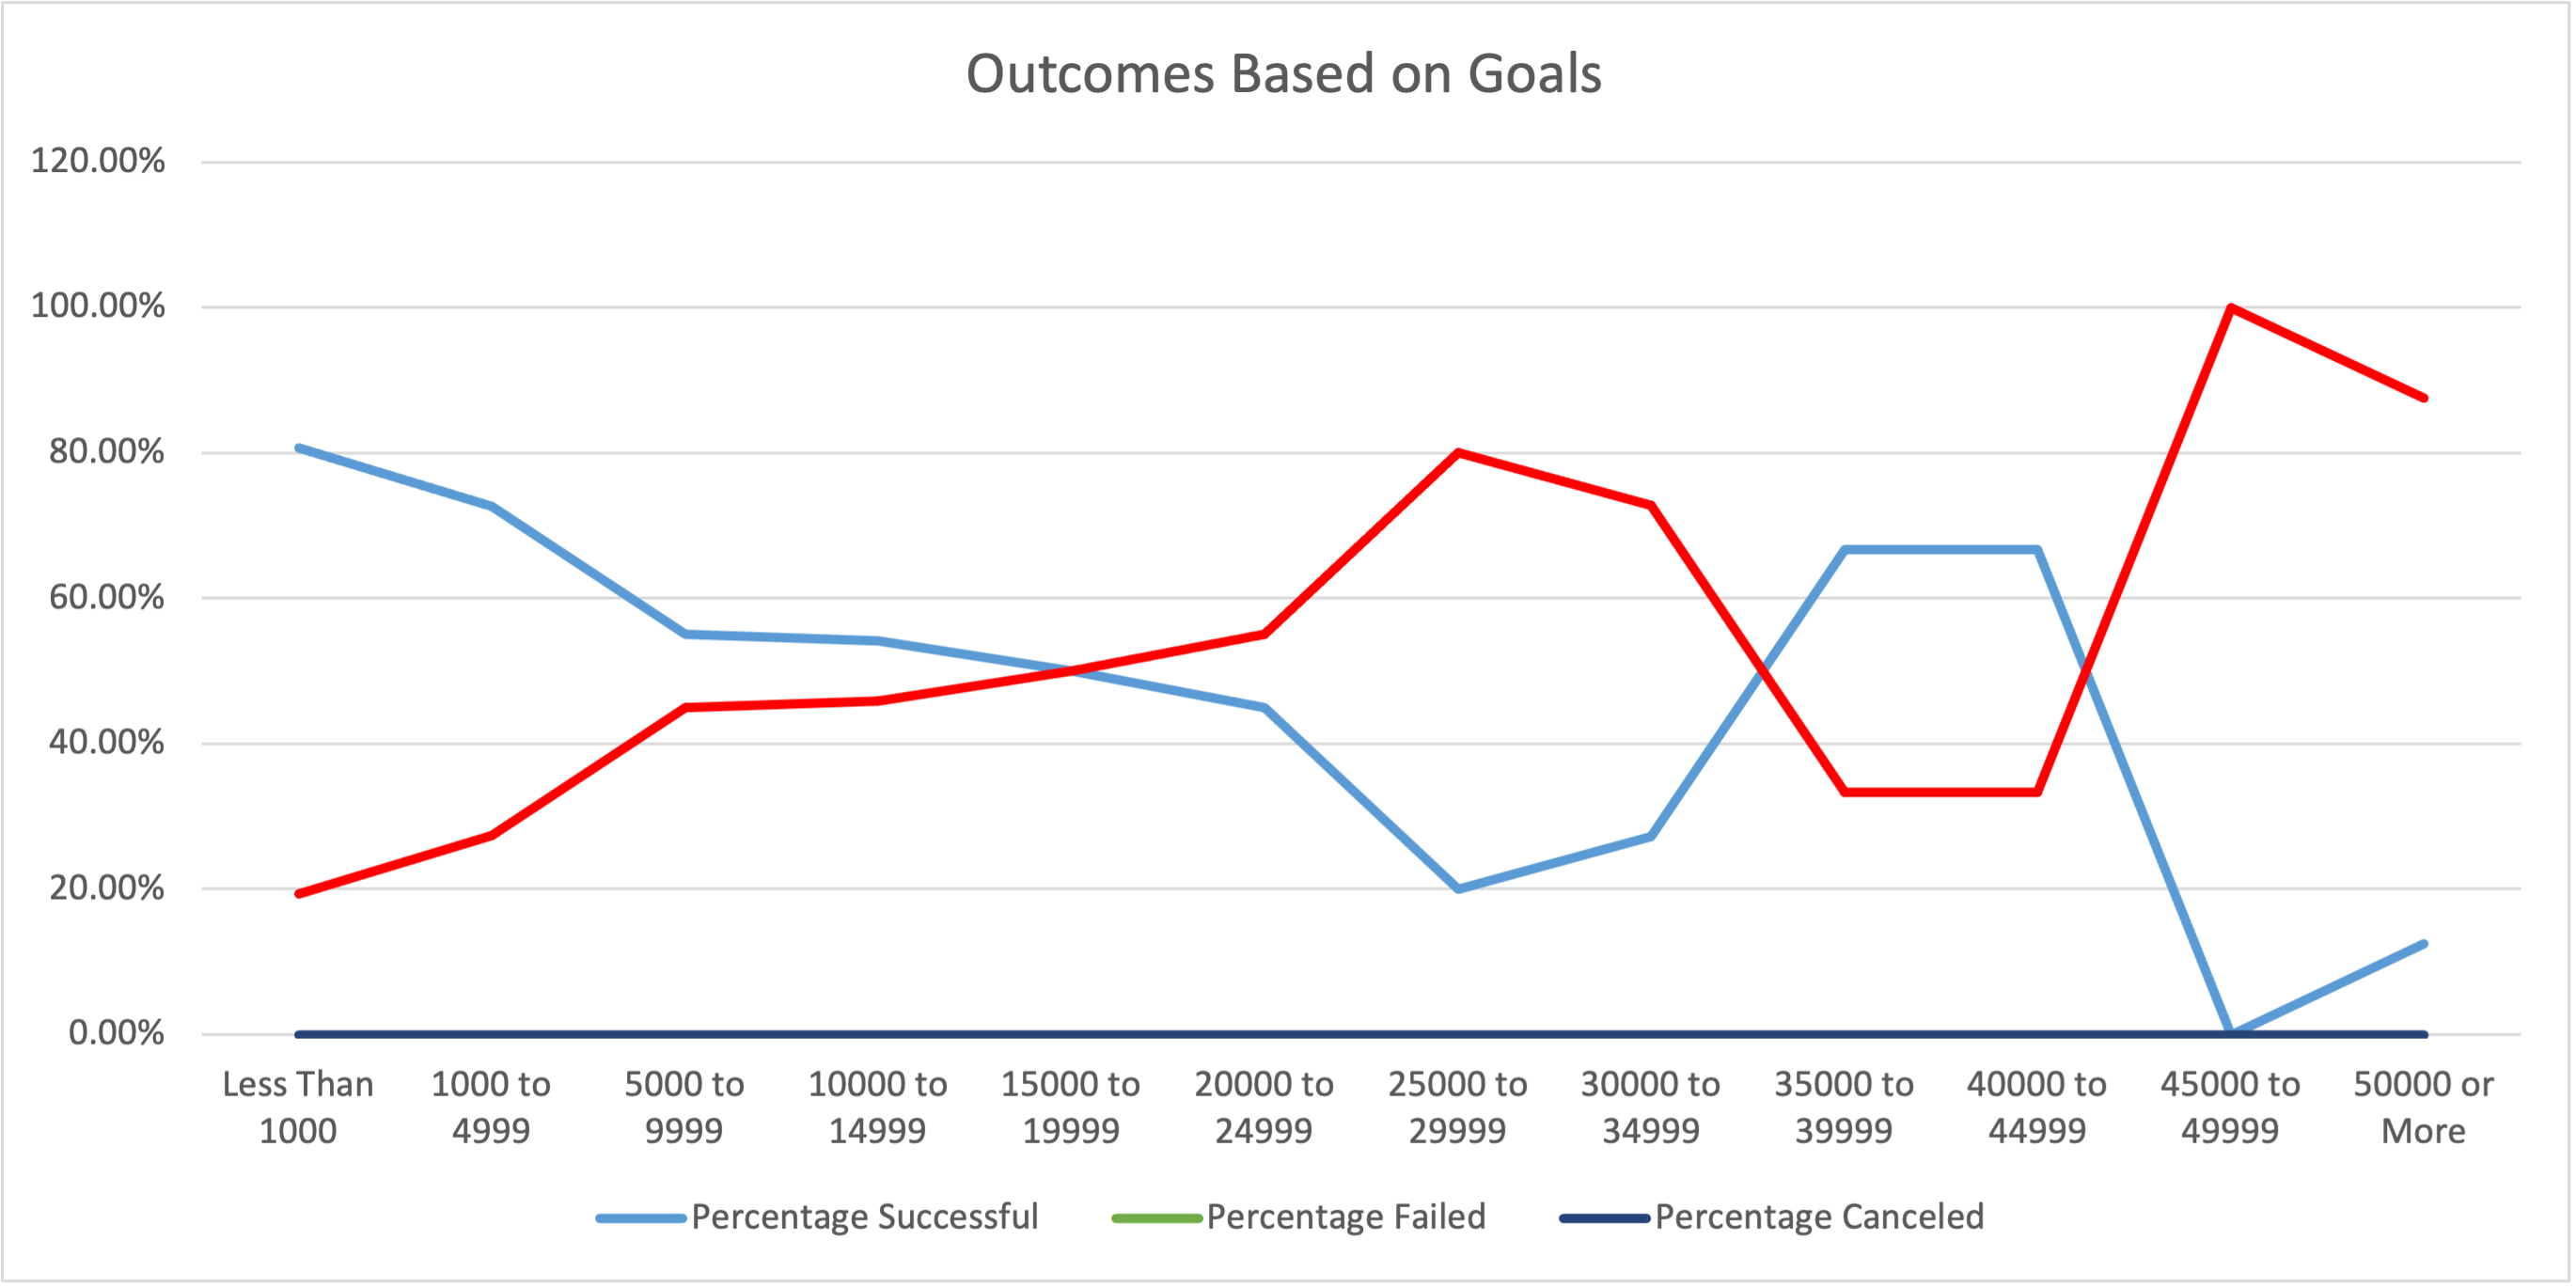 Outcomes Based on Goals
120.00%
100.00%
80.00%
60.00%
40.00%
20.00%
0.00%
Less Than 1000 to 5000 to 10000 to 15000 to 20000 to 25000 to 30000 to 35000 to 40000 to 45000 to 50000 or
1000 4999 9999 14999 19999 24999 29999 34999 39999 44999 49999 More
Percentage Successful Percentage Failed Percentage Canceled